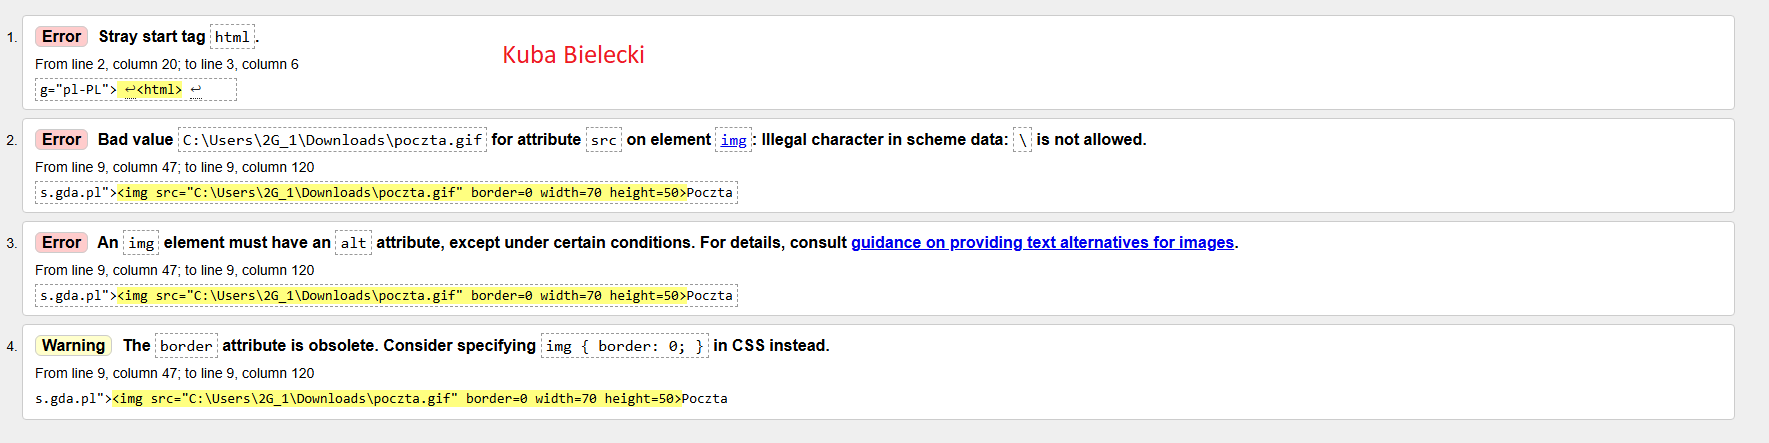 1. Error Stray start tag html.
Kuba Bielecki
From line 2, column 20; to line 3, column 6
g="pl-PL"> ↩<html> ↩
2. Error Bad value C:\Users\2G_1\Downloads\poczta.gif for attribute src on element img: Illegal character in scheme data: \ is not allowed.
From line 9, column 47; to line 9, column 120
s.gda.pl"><img src="C:\Users\2G_1\Downloads\poczta.gif" border=0 width=70 height=50>Poczta
3. Error An img element must have an alt attribute, except under certain conditions. For details, consult guidance on providing text alternatives for images.
From line 9, column 47; to line 9, column 120
s.gda.pl"><img src="C:\Users\2G_1\Downloads\poczta.gif" border=0 width=70 height=50>Poczta
4. Warning The border attribute is obsolete. Consider specifying img { border: 0; } in CSS instead.
From line 9, column 47; to line 9, column 120
s.gda.pl"><img src="C:\Users\2G_1\Downloads\poczta.gif" border=0 width=70 height=50>Poczta